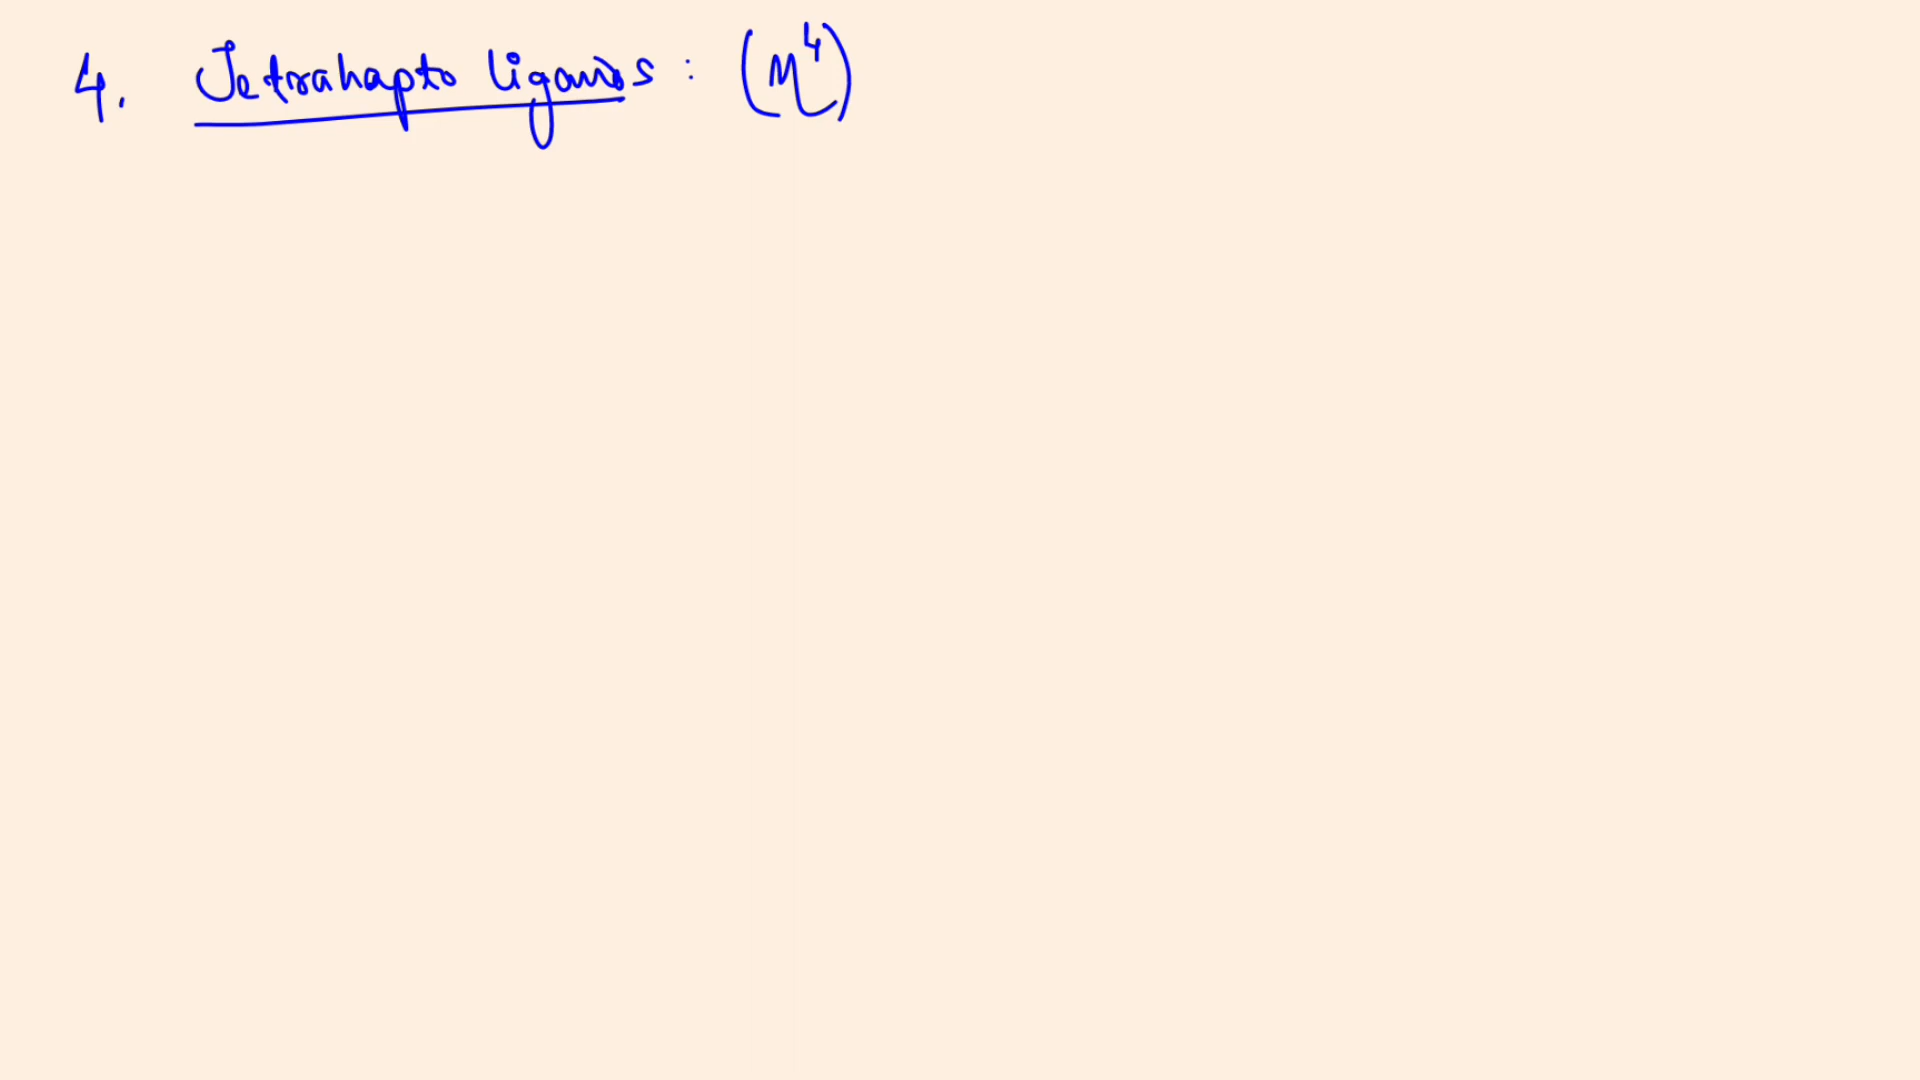 4. Tetrahapto ligands : (η⁴)